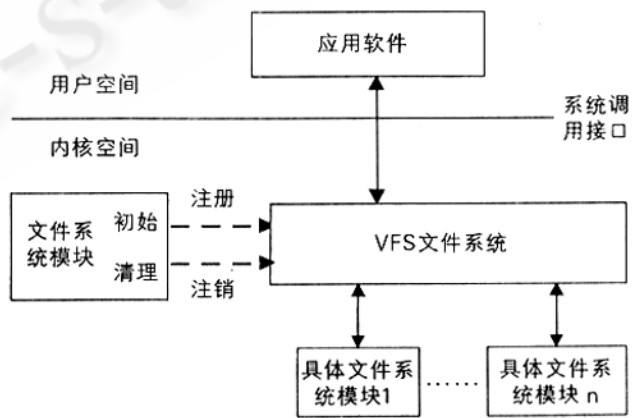 应用软件
用户空间
系统调
用接口
内核空间
注册
文件系
统模块
初始
清理
注销
VFS文件系统
具体文件系
统模块1
……
具体文件系
统模块n